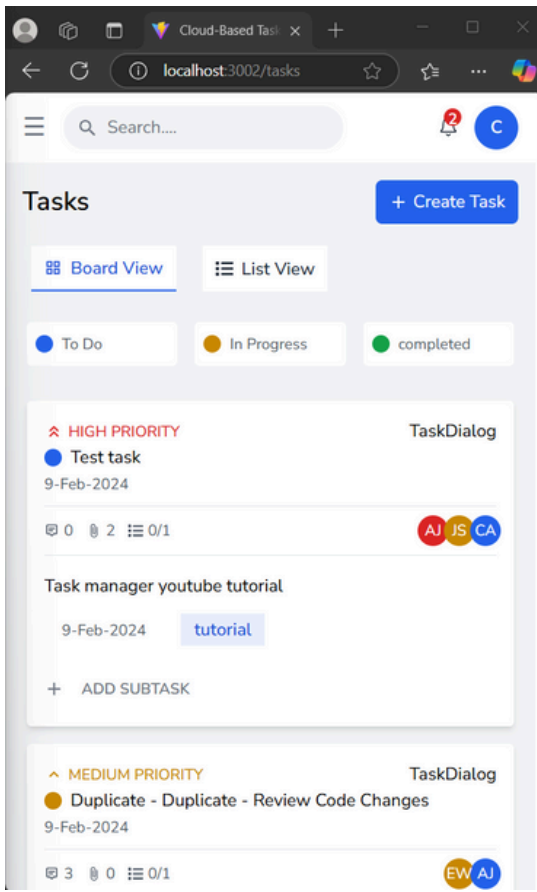 Cloud-Based Tas
localhost:3002/tasks
Search....
2
C
Tasks
+ Create Task
Board View
List View
To Do
In Progress
completed
HIGH PRIORITY
TaskDialog
Test task
9-Feb-2024
0 2 0/1
AJ JS CA
Task manager youtube tutorial
9-Feb-2024
tutorial
+ ADD SUBTASK
MEDIUM PRIORITY
TaskDialog
Duplicate - Duplicate - Review Code Changes
9-Feb-2024
3 0 0/1
EW AJ